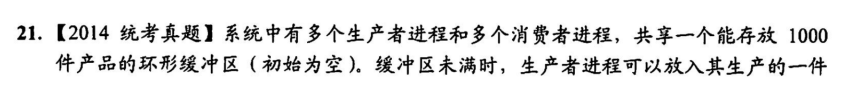 21.【2014 统考真题】系统中有多个生产者进程和多个消费者进程，共享一个能存放 1000
件产品的环形缓冲区（初始为空）。缓冲区未满时，生产者进程可以放入其生产的一件